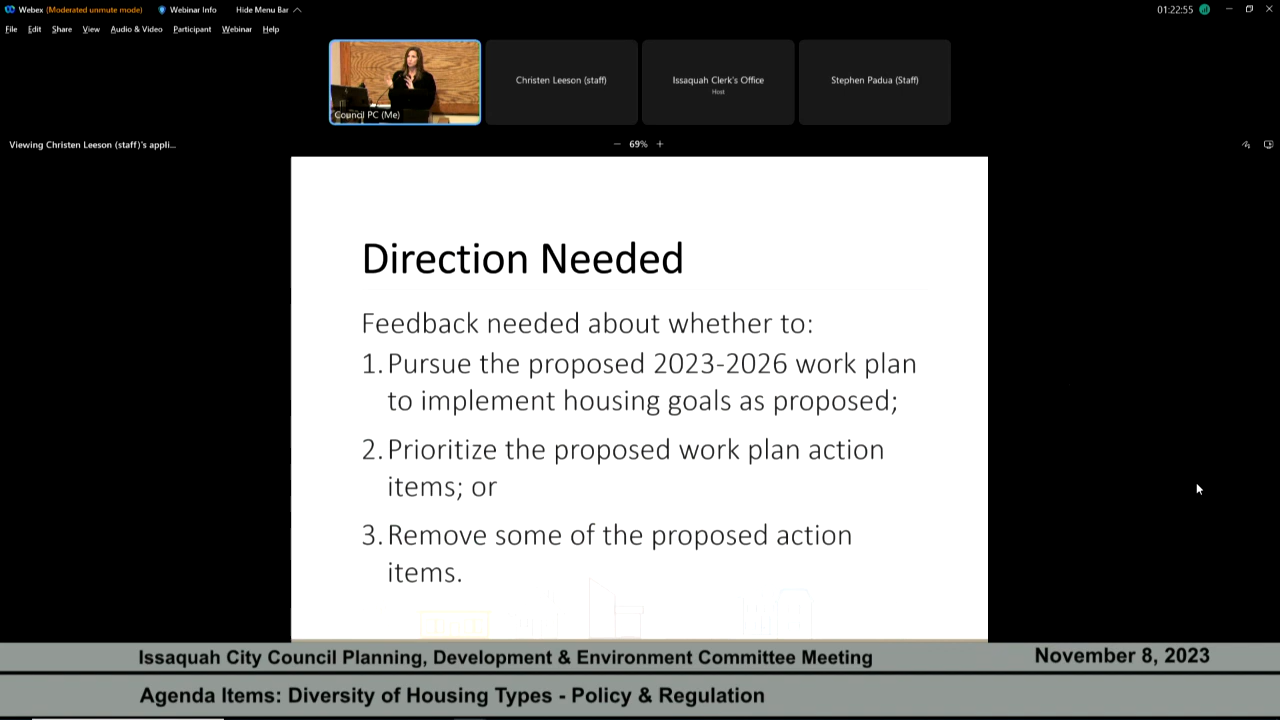 Webex (Moderated unmute mode) Webinar Info Hide Menu Bar 01:22:55
File Edit Share View Audio & Video Participant Webinar Help
Council PC (Me)
Christen Leeson (staff)
Issaquah Clerk's Office
Host
Stephen Padua (Staff)
Viewing Christen Leeson (staff)'s appli...
69%
Direction Needed
Feedback needed about whether to:
1. Pursue the proposed 2023-2026 work plan
to implement housing goals as proposed;
2. Prioritize the proposed work plan action
items; or
3. Remove some of the proposed action
items.
Issaquah City Council Planning, Development & Environment Committee Meeting
November 8, 2023
Agenda Items: Diversity of Housing Types - Policy & Regulation